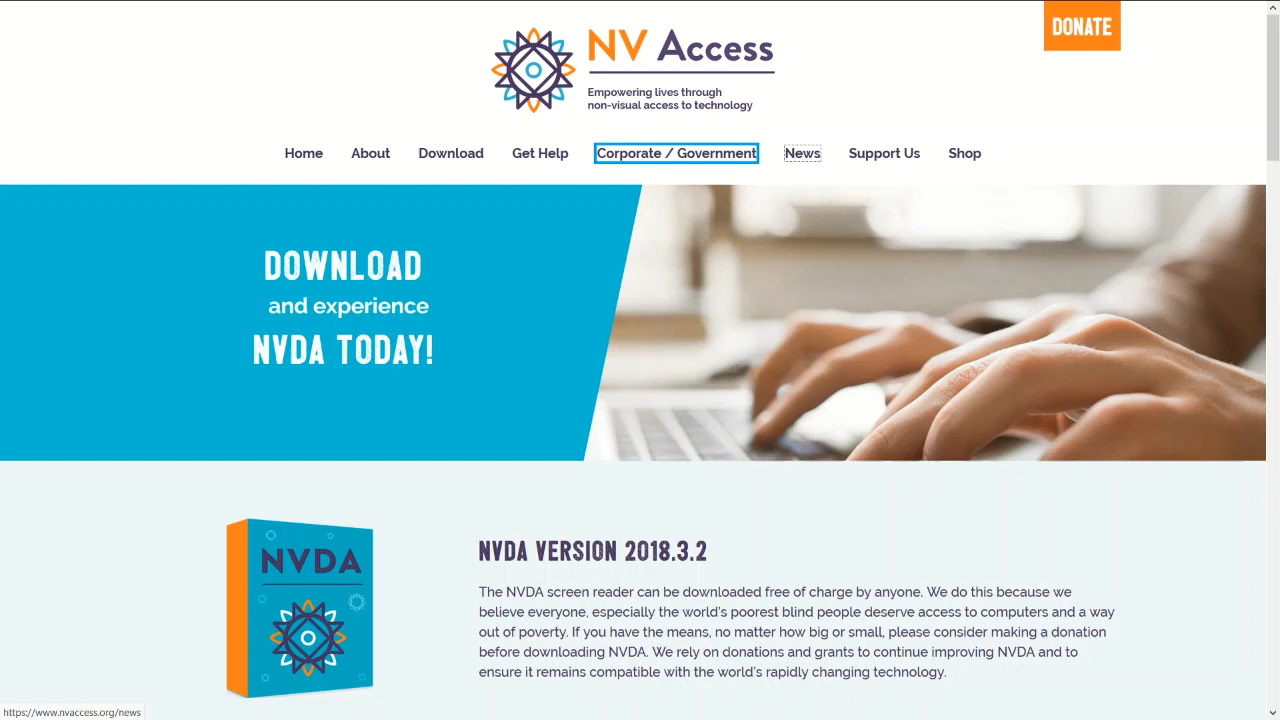 DONATE
NV Access
Empowering lives through
non-visual access to technology
Home About Download Get Help Corporate / Government News Support Us Shop
DOWNLOAD
and experience
NVDA TODAY!
NVDA
NVDA VERSION 2018.3.2
The NVDA screen reader can be downloaded free of charge by anyone. We do this because we
believe everyone, especially the world's poorest blind people deserve access to computers and a way
out of poverty. If you have the means, no matter how big or small, please consider making a donation
before downloading NVDA. We rely on donations and grants to continue improving NVDA and to
ensure it remains compatible with the world's rapidly changing technology.
https://www.nvaccess.org/news